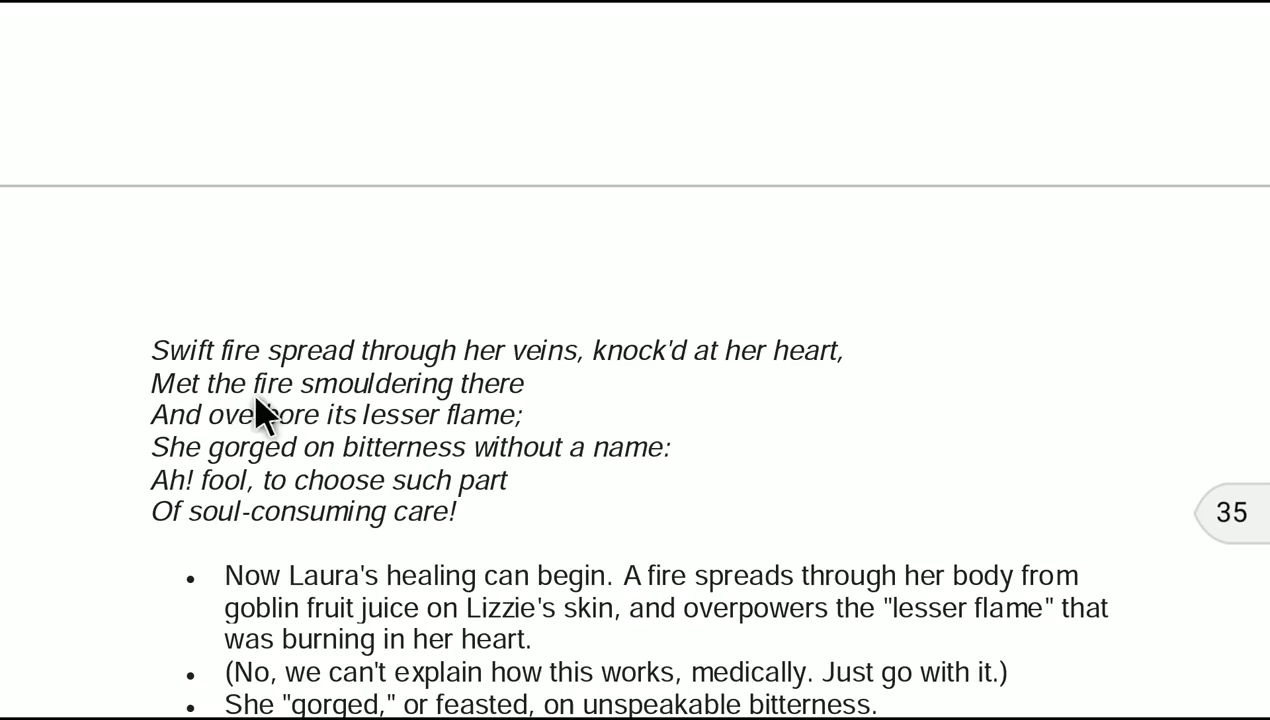 Swift fire spread through her veins, knock'd at her heart,
Met the fire smouldering there
And overbore its lesser flame;
She gorged on bitterness without a name:
Ah! fool, to choose such part
Of soul-consuming care!
35
• Now Laura's healing can begin. A fire spreads through her body from
goblin fruit juice on Lizzie's skin, and overpowers the "lesser flame" that
was burning in her heart.
• (No, we can't explain how this works, medically. Just go with it.)
• She "gorged," or feasted, on unspeakable bitterness.